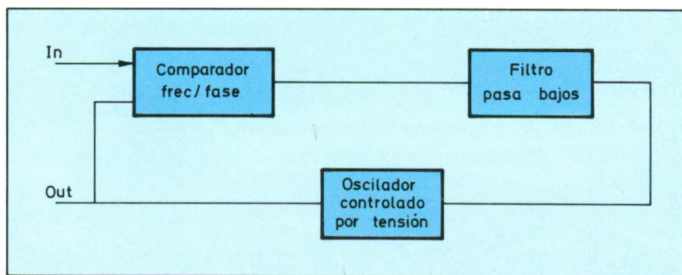 In
Comparador
frec/fase
Filtro
pasa bajos
Out
Oscilador
controlado
por tensión